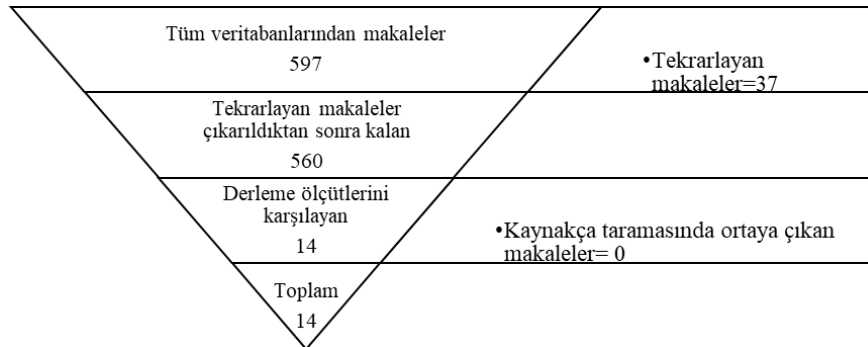 Tüm veritabanlarından makaleler
597
•Tekrarlayan
makaleler=37
Tekrarlayan makaleler
çıkarıldıktan sonra kalan
560
Derleme ölçütlerini
karşılayan
14
•Kaynakça taramasında ortaya çıkan
makaleler= 0
Toplam
14